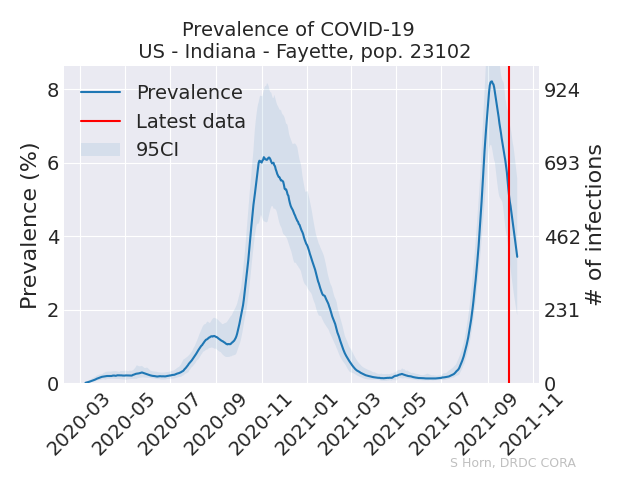 Prevalence of COVID-19
US - Indiana - Fayette, pop. 23102
Prevalence
Latest data
95CI
Prevalence (%)
8
6
4
2
0
924
693
462
231
0
# of infections
2020-03
2020-05
2020-07
2020-09
2020-11
2021-01
2021-03
2021-05
2021-07
2021-09
2021-11
S Horn, DRDC CORA